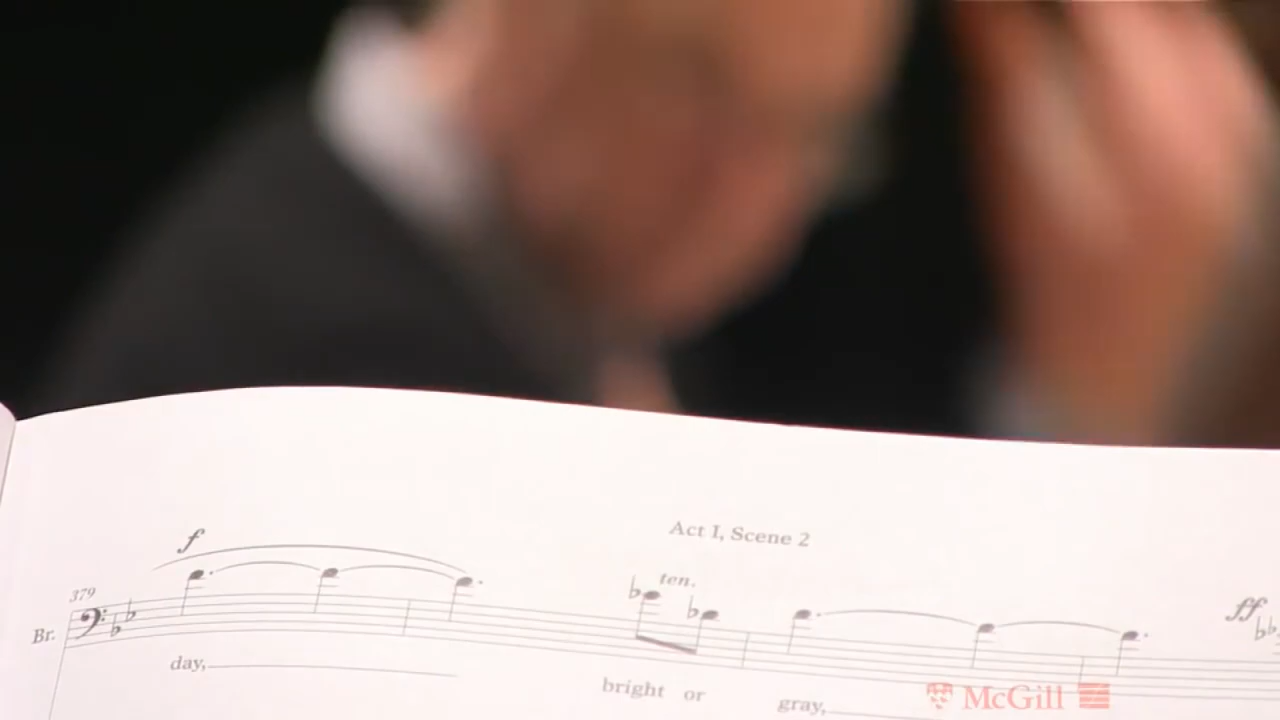 Act I, Scene 2
f
ten.
ff
379
Br.
day,
bright or
gray,
McGill